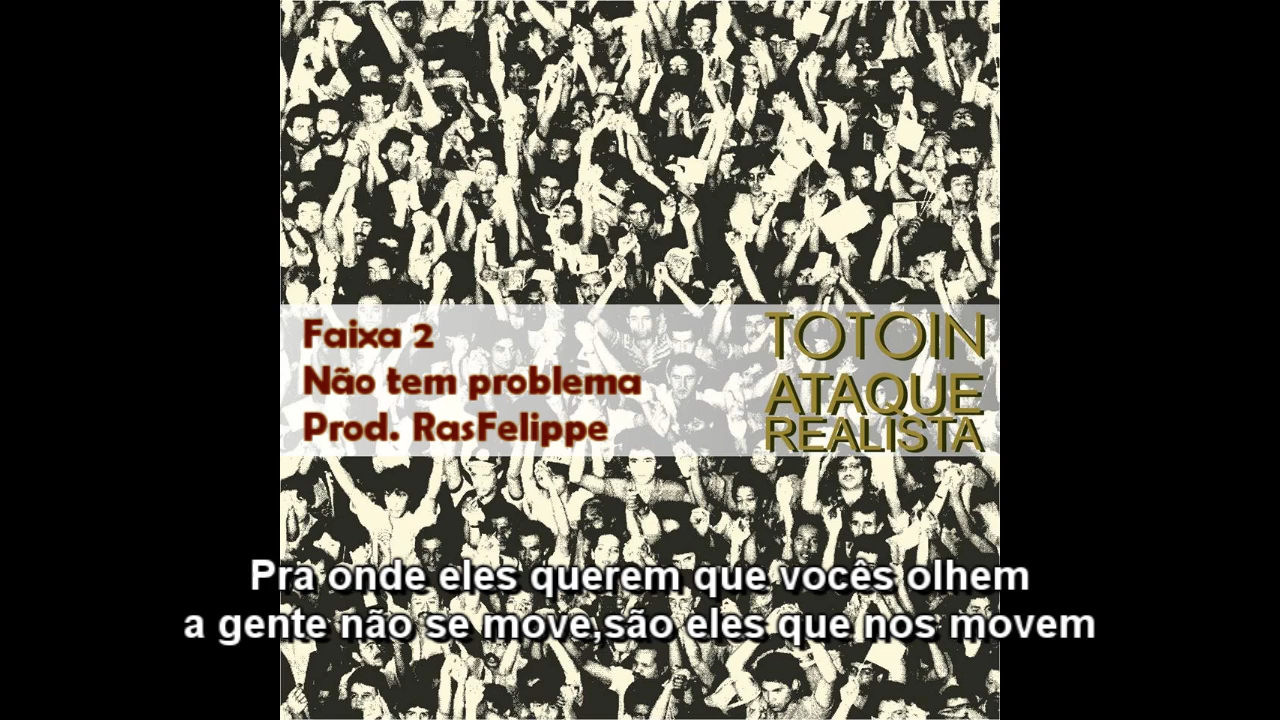 Faixa 2
Não tem problema
Prod. RasFelippe
TOTOIN
ATAQUE
REALISTA
Pra onde eles querem que vocês olhem
a gente não se move,são eles que nos movem